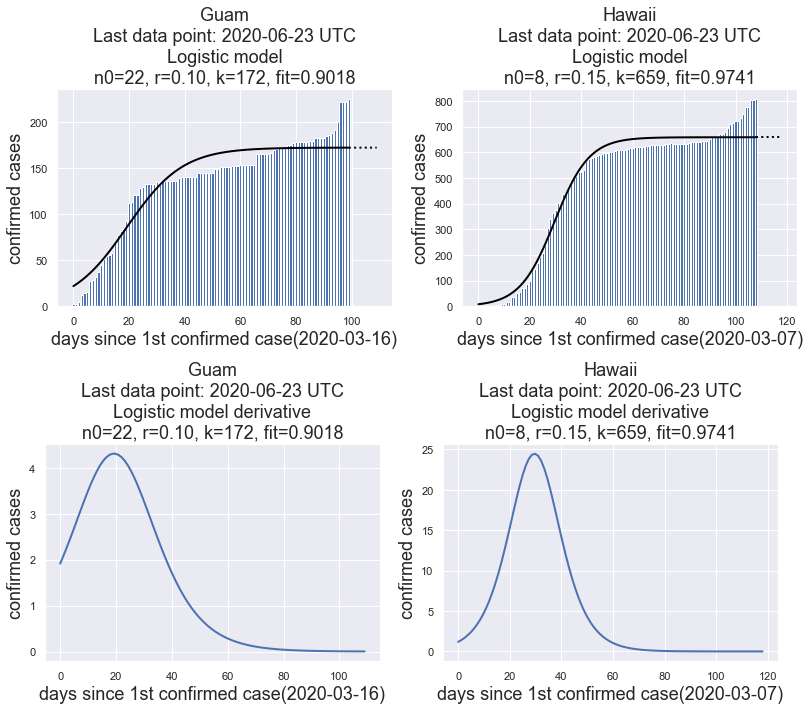 Guam
Last data point: 2020-06-23 UTC
Logistic model
n0=22, r=0.10, k=172, fit=0.9018
confirmed cases
200
150
100
50
0
0 20 40 60 80 100
days since 1st confirmed case(2020-03-16)
Hawaii
Last data point: 2020-06-23 UTC
Logistic model
n0=8, r=0.15, k=659, fit=0.9741
confirmed cases
800
700
600
500
400
300
200
100
0
0 20 40 60 80 100 120
days since 1st confirmed case(2020-03-07)
Guam
Last data point: 2020-06-23 UTC
Logistic model derivative
n0=22, r=0.10, k=172, fit=0.9018
confirmed cases
4
3
2
1
0
0 20 40 60 80 100
days since 1st confirmed case(2020-03-16)
Hawaii
Last data point: 2020-06-23 UTC
Logistic model derivative
n0=8, r=0.15, k=659, fit=0.9741
confirmed cases
25
20
15
10
5
0
0 20 40 60 80 100 120
days since 1st confirmed case(2020-03-07)